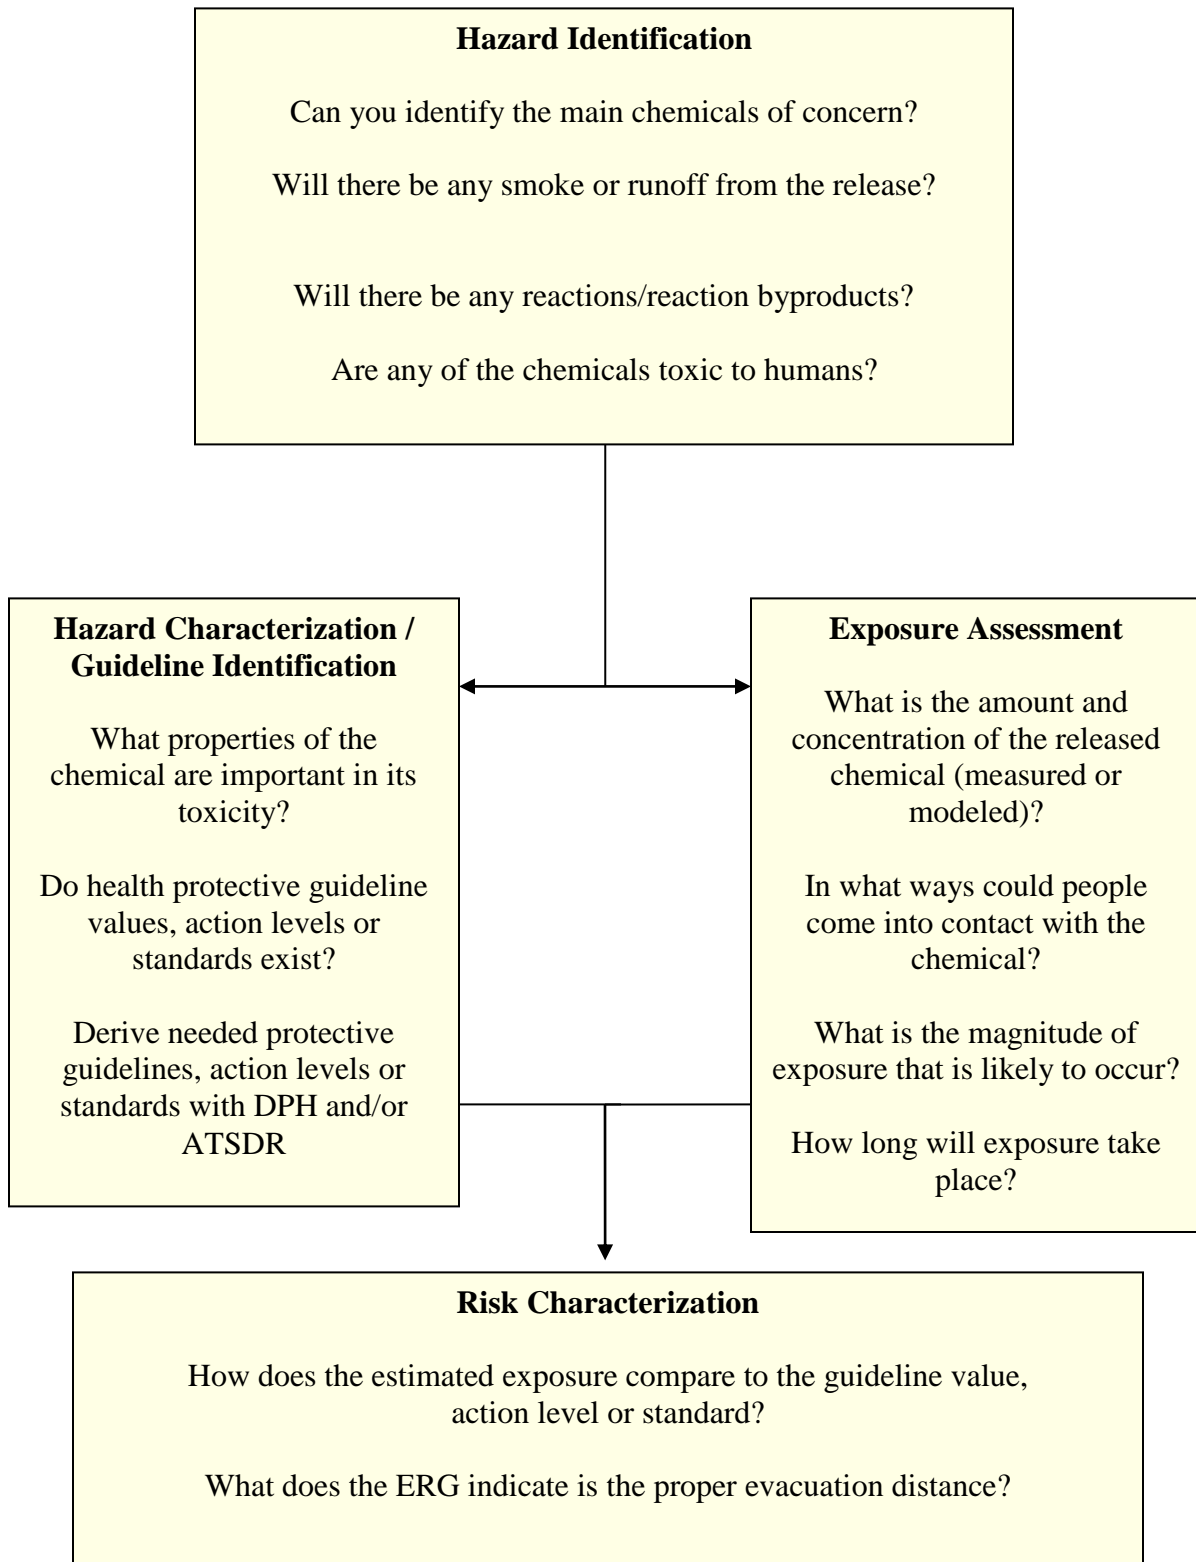 Hazard Identification
Can you identify the main chemicals of concern?
Will there be any smoke or runoff from the release?
Will there be any reactions/reaction byproducts?
Are any of the chemicals toxic to humans?
Hazard Characterization /
Guideline Identification
What properties of the
chemical are important in its
toxicity?
Do health protective guideline
values, action levels or
standards exist?
Derive needed protective
guidelines, action levels or
standards with DPH and/or
ATSDR
Exposure Assessment
What is the amount and
concentration of the released
chemical (measured or
modeled)?
In what ways could people
come into contact with the
chemical?
What is the magnitude of
exposure that is likely to occur?
How long will exposure take
place?
Risk Characterization
How does the estimated exposure compare to the guideline value,
action level or standard?
What does the ERG indicate is the proper evacuation distance?